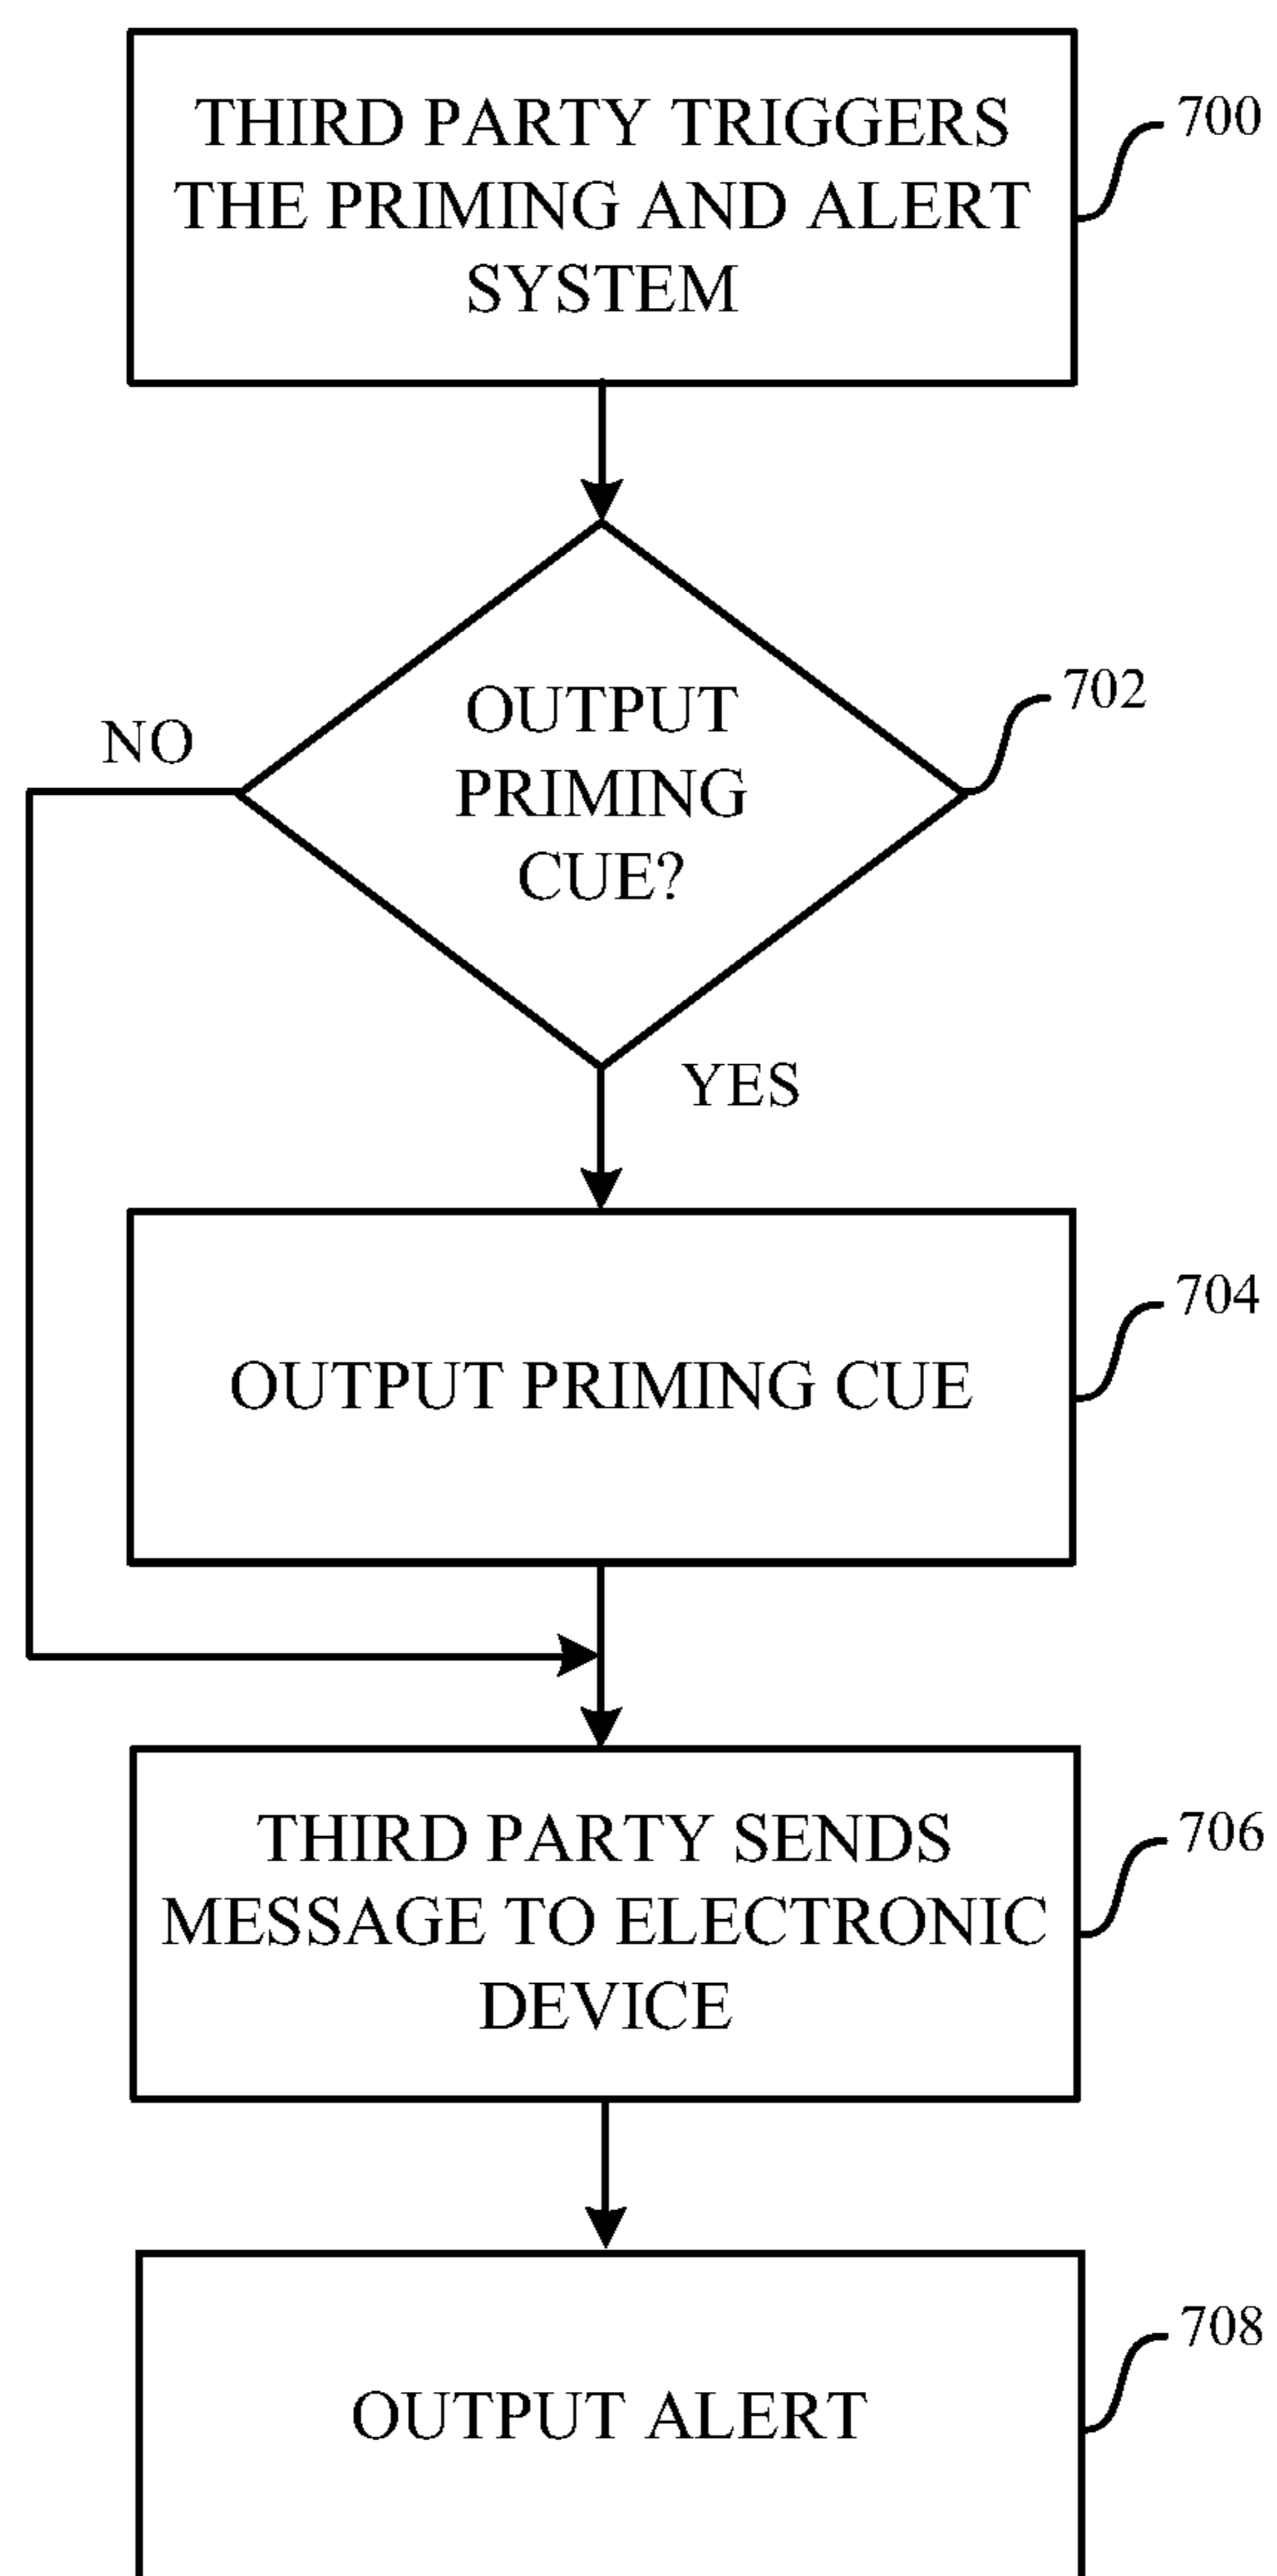 THIRD PARTY TRIGGERS
THE PRIMING AND ALERT
SYSTEM
700
OUTPUT
PRIMING
CUE?
702
NO
YES
OUTPUT PRIMING CUE
704
THIRD PARTY SENDS
MESSAGE TO ELECTRONIC
DEVICE
706
OUTPUT ALERT
708